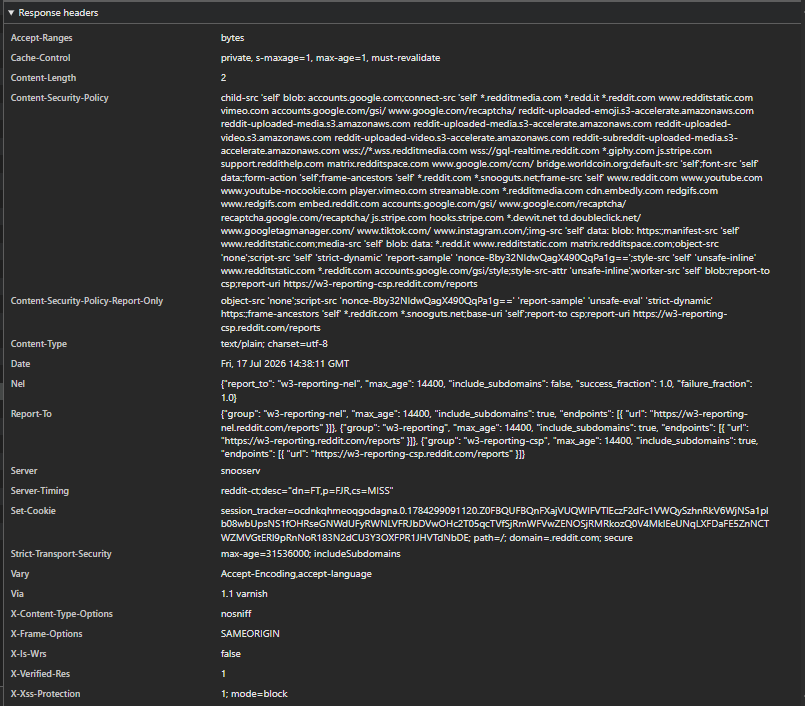 ▼ Response headers
Accept-Ranges bytes
Cache-Control private, s-maxage=1, max-age=1, must-revalidate
Content-Length 2
Content-Security-Policy child-src 'self' blob: accounts.google.com;connect-src 'self' *.redditmedia.com *.redd.it *.reddit.com www.redditstatic.com
vimeo.com accounts.google.com/gsi/ www.google.com/recaptcha/ reddit-uploaded-emoji.s3-accelerate.amazonaws.com
reddit-uploaded-media.s3.amazonaws.com reddit-uploaded-media.s3-accelerate.amazonaws.com reddit-uploaded-
video.s3.amazonaws.com reddit-uploaded-video.s3-accelerate.amazonaws.com reddit-subreddit-uploaded-media.s3-
accelerate.amazonaws.com wss://*.wss.redditmedia.com wss://gql-realtime.reddit.com *.giphy.com js.stripe.com
support.reddithelp.com matrix.redditspace.com www.google.com/ccm/ bridge.worldcoin.org;default-src 'self';font-src 'self'
data:;form-action 'self';frame-ancestors 'self' *.reddit.com *.snooguts.net;frame-src 'self' www.reddit.com www.youtube.com
www.youtube-nocookie.com player.vimeo.com streamable.com *.redditmedia.com cdn.embedly.com redgifs.com
www.redgifs.com embed.reddit.com accounts.google.com/gsi/ www.google.com/recaptcha/
recaptcha.google.com/recaptcha/ js.stripe.com hooks.stripe.com *.devvit.net td.doubleclick.net/
www.googletagmanager.com/ www.tiktok.com/ www.instagram.com/;img-src 'self' data: blob: https:;manifest-src 'self'
www.redditstatic.com;media-src 'self' blob: data: *.redd.it www.redditstatic.com matrix.redditspace.com;object-src
'none';script-src 'self' 'strict-dynamic' 'report-sample' 'nonce-Bby32NIdwQagX490QqPa1g==';style-src 'self' 'unsafe-inline'
www.redditstatic.com *.reddit.com accounts.google.com/gsi/style;style-src-attr 'unsafe-inline';worker-src 'self' blob:;report-to
csp;report-uri https://w3-reporting-csp.reddit.com/reports
Content-Security-Policy-Report-Only object-src 'none';script-src 'nonce-Bby32NIdwQagX490QqPa1g==' 'report-sample' 'unsafe-eval' 'strict-dynamic'
https:;frame-ancestors 'self' *.reddit.com *.snooguts.net;base-uri 'self';report-to csp;report-uri https://w3-reporting-
csp.reddit.com/reports
Content-Type text/plain; charset=utf-8
Date Fri, 17 Jul 2026 14:38:11 GMT
Nel {"report_to": "w3-reporting-nel", "max_age": 14400, "include_subdomains": false, "success_fraction": 1.0, "failure_fraction":
1.0}
Report-To {"group": "w3-reporting-nel", "max_age": 14400, "include_subdomains": true, "endpoints": [{ "url": "https://w3-reporting-
nel.reddit.com/reports" }]}, {"group": "w3-reporting", "max_age": 14400, "include_subdomains": true, "endpoints": [{ "url":
"https://w3-reporting.reddit.com/reports" }]}, {"group": "w3-reporting-csp", "max_age": 14400, "include_subdomains": true,
"endpoints": [{ "url": "https://w3-reporting-csp.reddit.com/reports" }]}
Server snooserv
Server-Timing reddit-ct;desc="dn=FT,p=FJR,cs=MISS"
Set-Cookie
path=/; domain=.reddit.com; secure
Strict-Transport-Security max-age=31536000; includeSubdomains
Vary Accept-Encoding,accept-language
Via 1.1 varnish
X-Content-Type-Options nosniff
X-Frame-Options SAMEORIGIN
X-Is-Wrs false
X-Verified-Res 1
X-Xss-Protection 1; mode=block